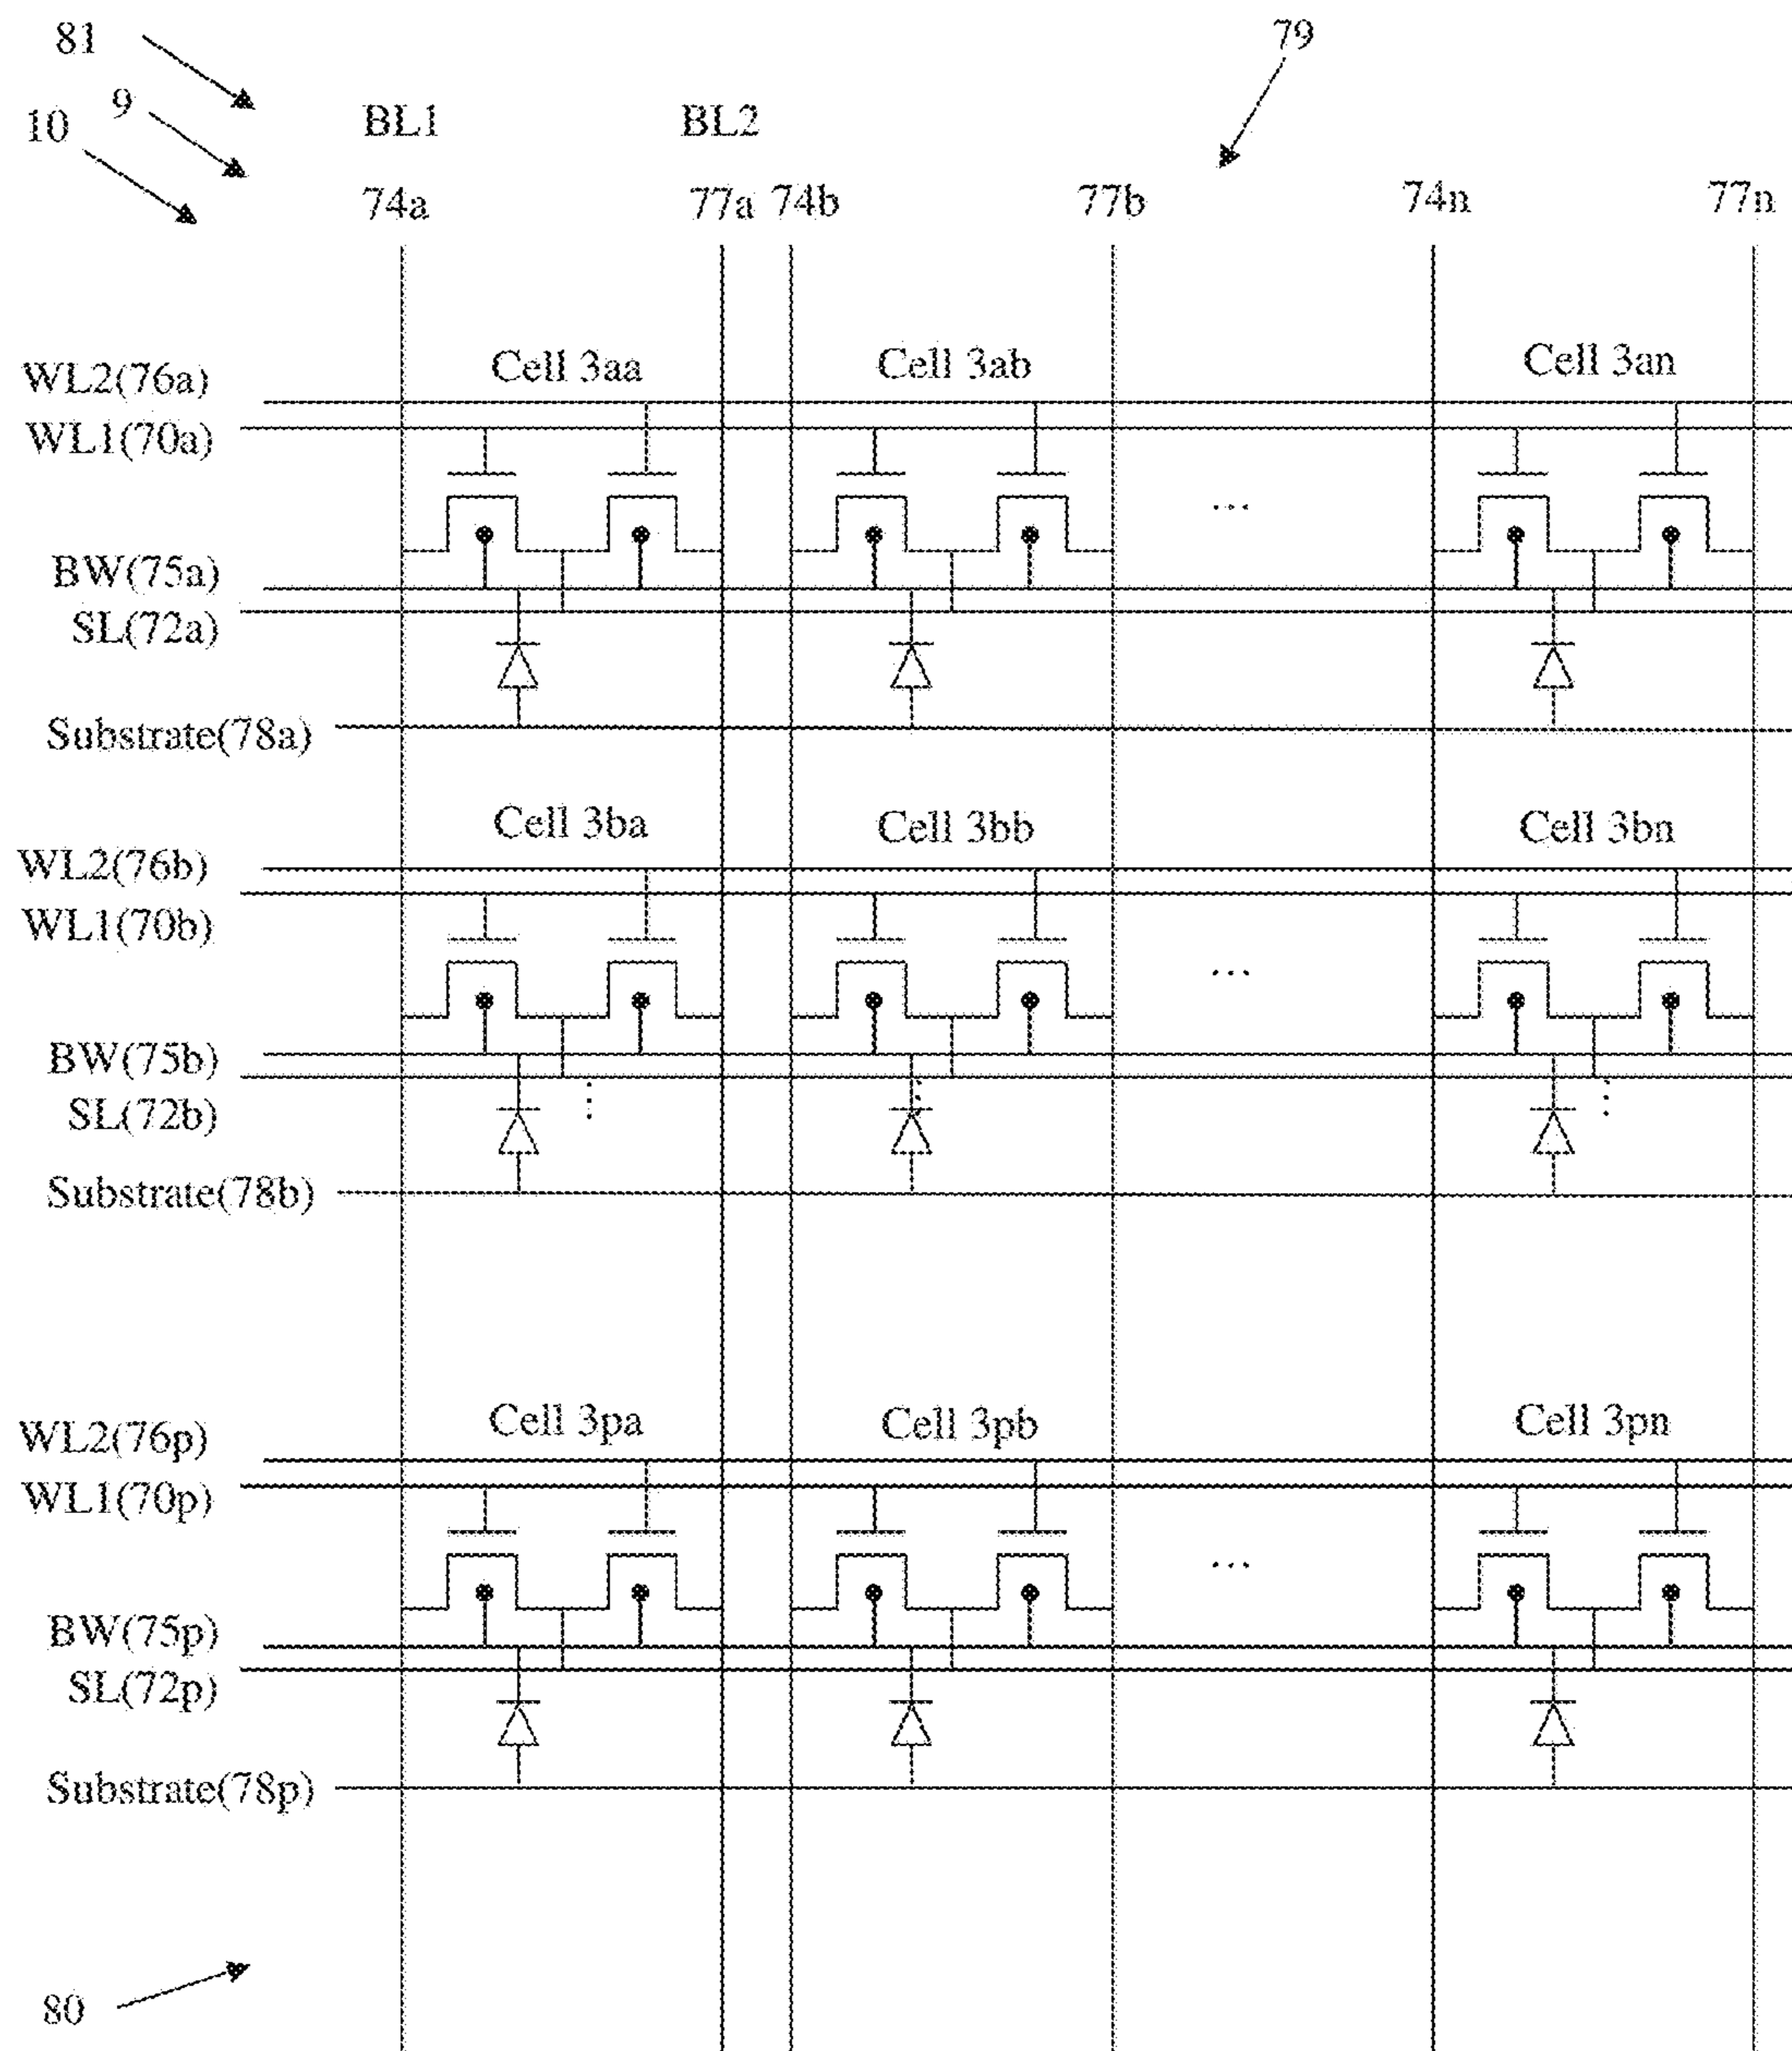 81
79
9
10
BL1 BL2
74a 77a 74b 77b 74n 77n
Cell 3aa Cell 3ab Cell 3an
WL2(76a)
WL1(70a)
...
BW(75a)
SL(72a)
Substrate(78a)
Cell 3ba Cell 3bb Cell 3bn
WL2(76b)
WL1(70b)
...
BW(75b)
SL(72b)
Substrate(78b)
Cell 3pa Cell 3pb Cell 3pn
WL2(76p)
WL1(70p)
...
BW(75p)
SL(72p)
Substrate(78p)
80